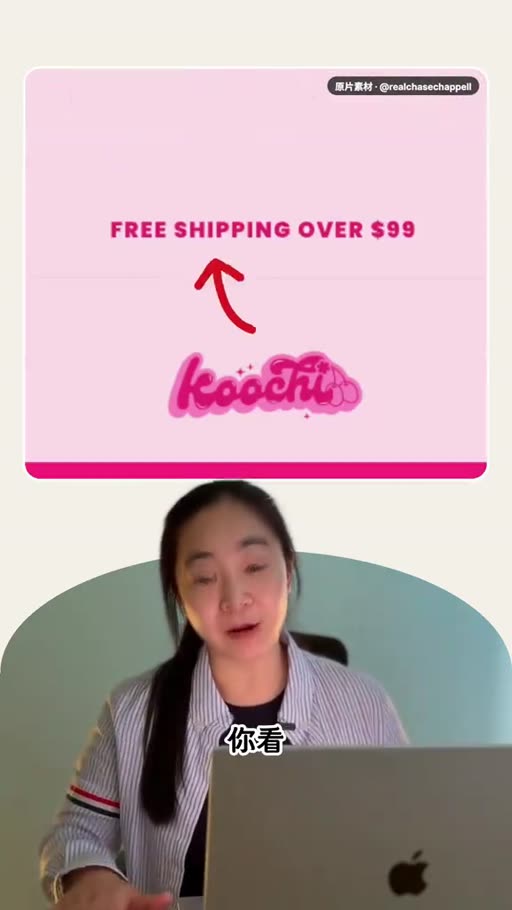 原片素材 · @realchasechappell
FREE SHIPPING OVER $99
Koochi
你看